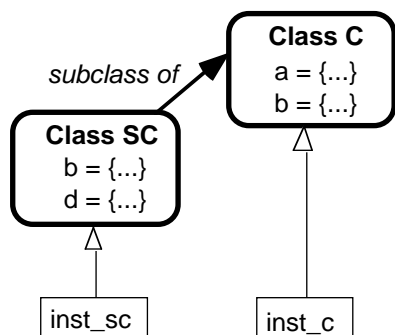 Class C
a = {...}
b = {...}
subclass of
Class SC
b = {...}
d = {...}
inst_sc
inst_c